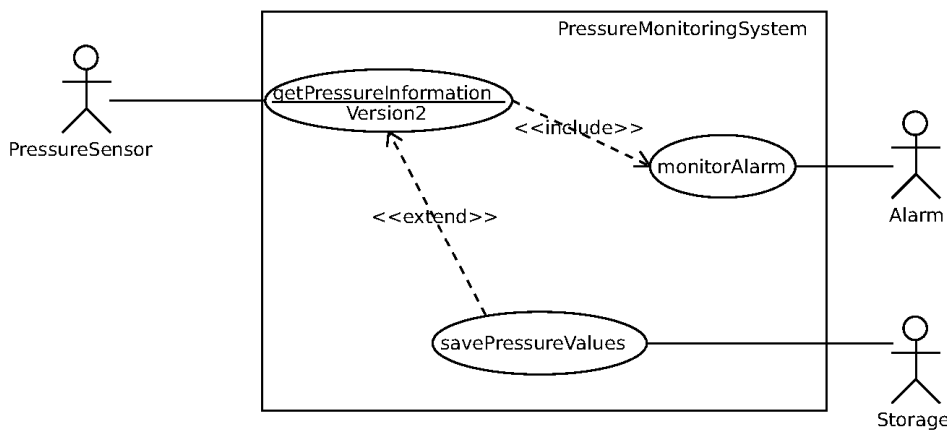 PressureMonitoringSystem
getPressureInformation
Version2
<<include>>
PressureSensor
monitorAlarm
Alarm
<<extend>>
savePressureValues
Storage